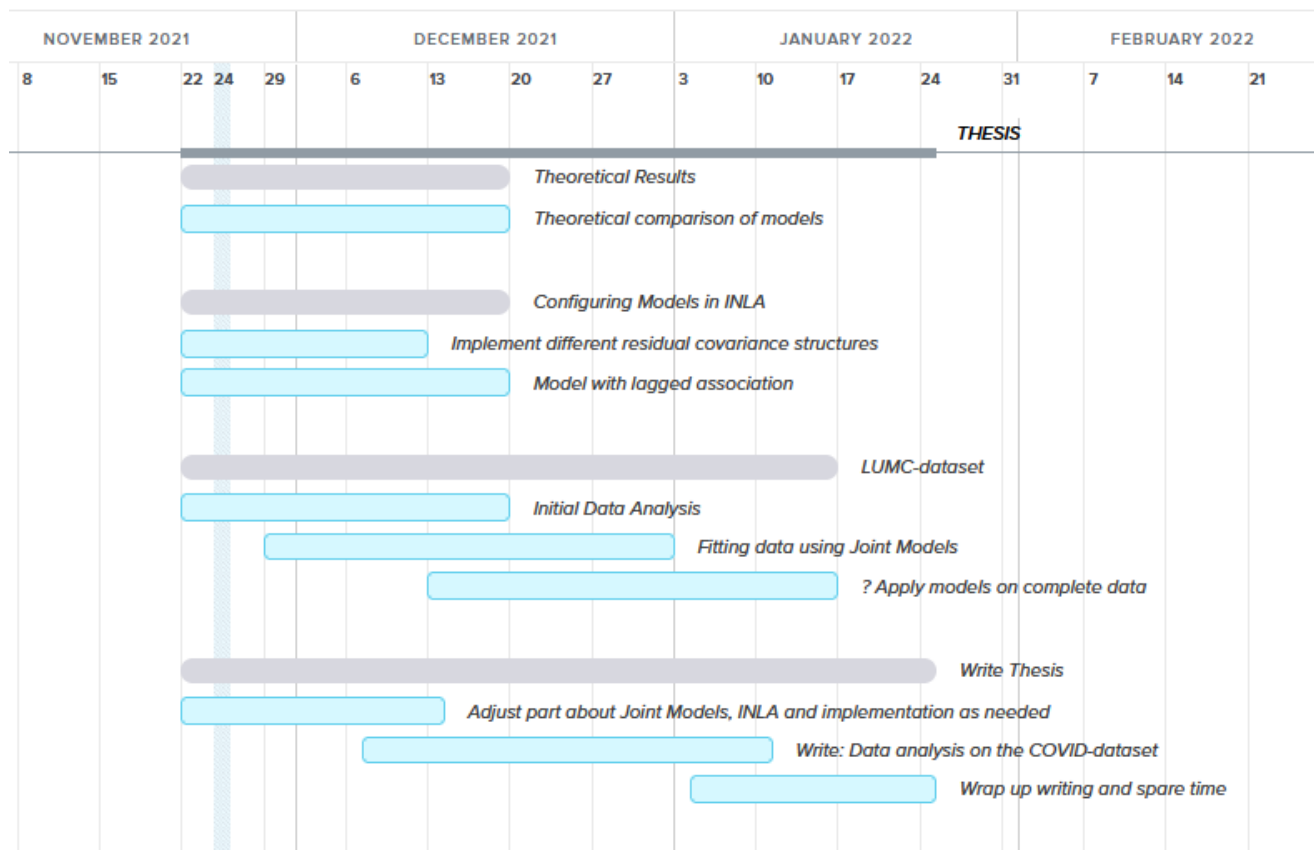 NOVEMBER 2021 DECEMBER 2021 JANUARY 2022 FEBRUARY 2022
8 15 22 24 29 6 13 20 27 3 10 17 24 31 7 14 21
THESIS
Theoretical Results
Theoretical comparison of models
Configuring Models in INLA
Implement different residual covariance structures
Model with lagged association
LUMC-dataset
Initial Data Analysis
Fitting data using Joint Models
? Apply models on complete data
Write Thesis
Adjust part about Joint Models, INLA and implementation as needed
Write: Data analysis on the COVID-dataset
Wrap up writing and spare time